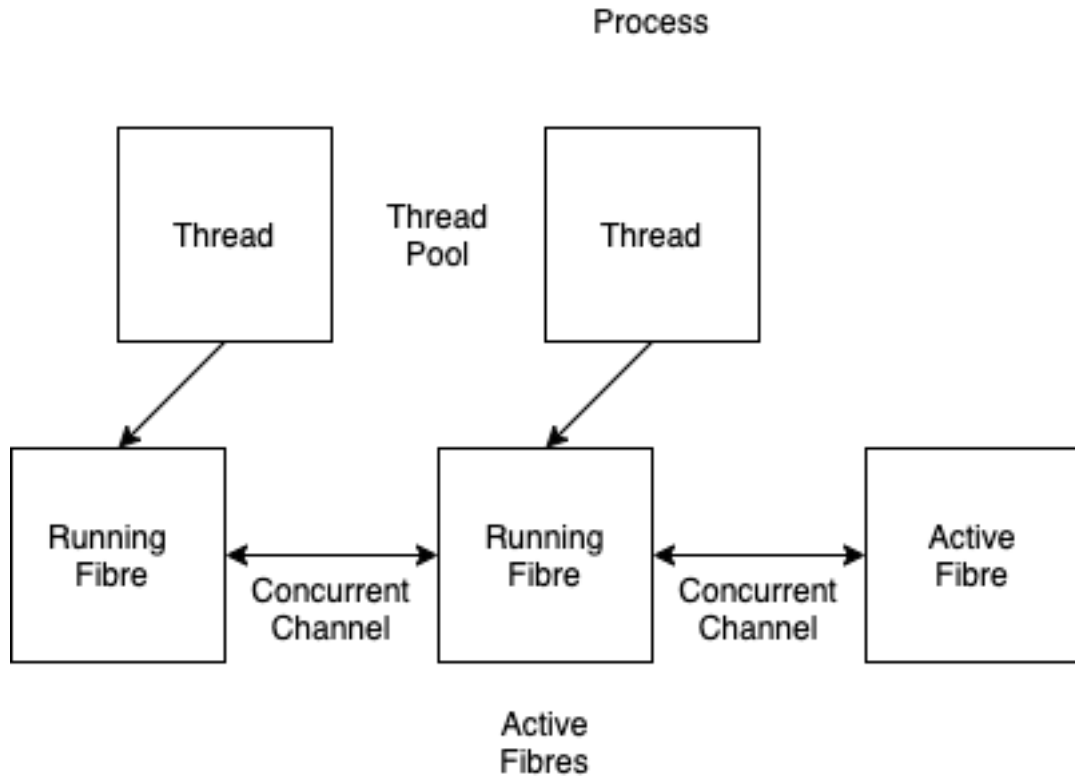 Process
Thread
Thread
Pool
Thread
Running
Fibre
Concurrent
Channel
Running
Fibre
Concurrent
Channel
Active
Fibre
Active
Fibres